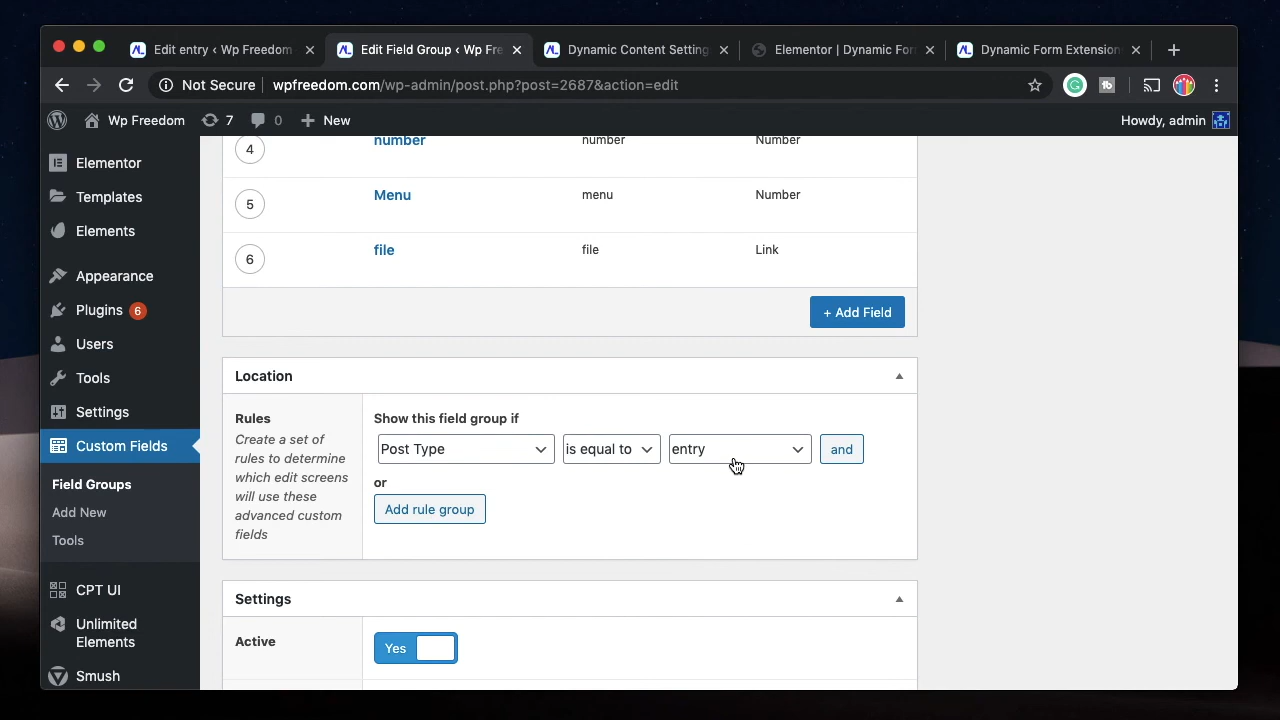 Edit entry ‹ Wp Freedom
Edit Field Group ‹ Wp Fre
Dynamic Content Setting
Elementor | Dynamic For
Dynamic Form Extension
Not Secure
wpfreedom.com/wp-admin/post.php?post=2687&action=edit
Wp Freedom
7
0
New
Howdy, admin
Elementor
Templates
Elements
Appearance
Plugins 6
Users
Tools
Settings
Custom Fields
Field Groups
Add New
Tools
CPT UI
Unlimited
Elements
Smush
4 number number Number
5 Menu menu Number
6 file file Link
+ Add Field
Location
Rules
Create a set of
rules to determine
which edit screens
will use these
advanced custom
fields
Show this field group if
Post Type is equal to entry and
or
Add rule group
Settings
Active
Yes